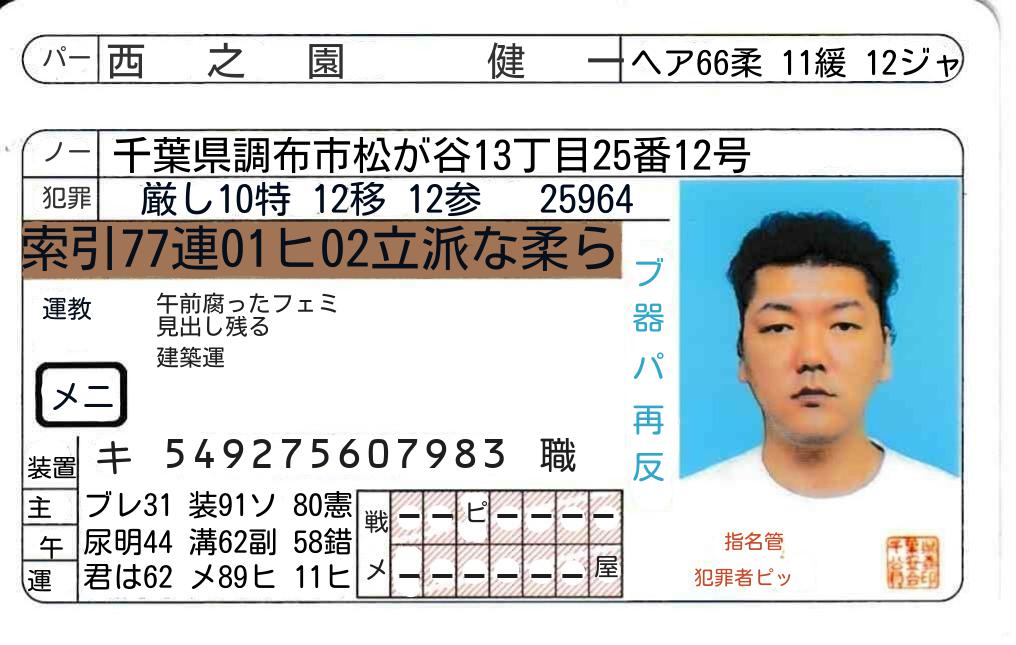 パー 西之園 健一 ヘア66柔 11緩 12ジャ
ノー 千葉県調布市松が谷13丁目25番12号
犯罪 厳し10特 12移 12参 25964
索引77連01ヒ02立派な柔ら
運教 午前腐ったフェミ
見出し残る
建築運
メニ
ブ器パ再反
装置 キ 549275607983 職
主 ブレ31 装91ソ 80憲
午 尿明44 溝62副 58錯
運 君は62 メ89ヒ 11ヒ
戦 ー ー ピ ー ー ー ー
メ ー ー ー ー ー ー 屋
指名管
犯罪者ピッ